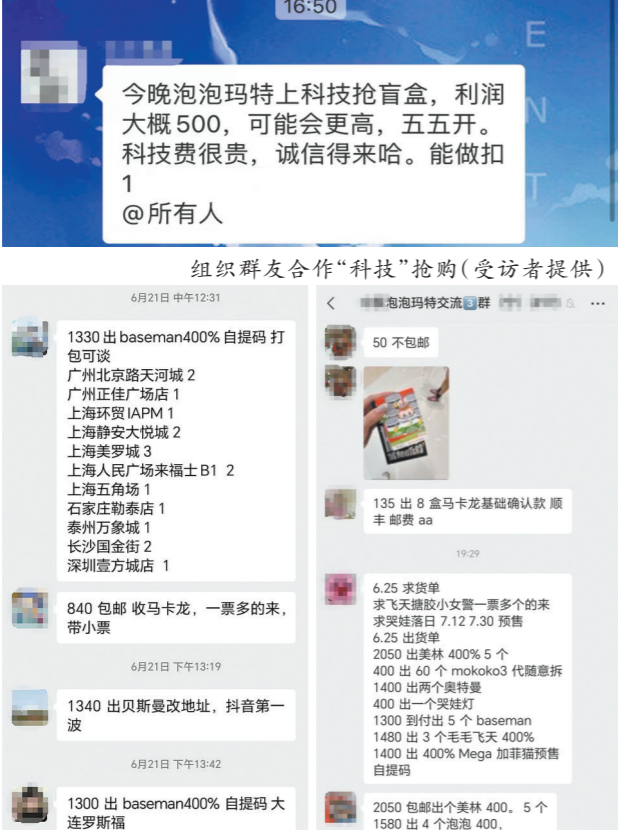 16:50
E
N
T
今晚泡泡玛特上科技抢盲盒，利润
大概500，可能会更高，五五开。
科技费很贵，诚信得来哈。能做扣
1
@所有人
组织群友合作“科技”抢购(受访者提供)
6月21日 中午12:31
1330 出 baseman400% 自提码 打
包可谈
广州北京路天河城 2
广州正佳广场店 1
上海环贸IAPM 1
上海静安大悦城 2
上海美罗城 3
上海人民广场来福士B1 2
上海五角场 1
石家庄勒泰店 1
泰州万象城 1
长沙国金街 2
深圳壹方城店 1
840 包邮 收马卡龙，一票多的来，
带小票
6月21日 下午13:19
1340 出贝斯曼改地址，抖音第一
波
6月21日 下午13:42
1300 出 baseman400% 自提码 大
连罗斯福
泡泡玛特交流3群
50 不包邮
135 出 8 盒马卡龙基础确认款 顺
丰 邮费 aa
19:29
6.25 求货单
求飞天搪胶小女警一票多个的来
求哭娃落日 7.12 7.30 预售
6.25 出货单
2050 出美林 400% 5 个
400 出 60 个 mokoko3 代随意拆
1400 出两个奥特曼
400 出一个哭娃灯
1300 到付出 5 个 baseman
1480 出 3 个毛毛飞天 400%
1400 出 400% Mega 加菲猫预售
自提码
2050 包邮出个美林 400。5 个
1580 出 4 个泡泡 400，